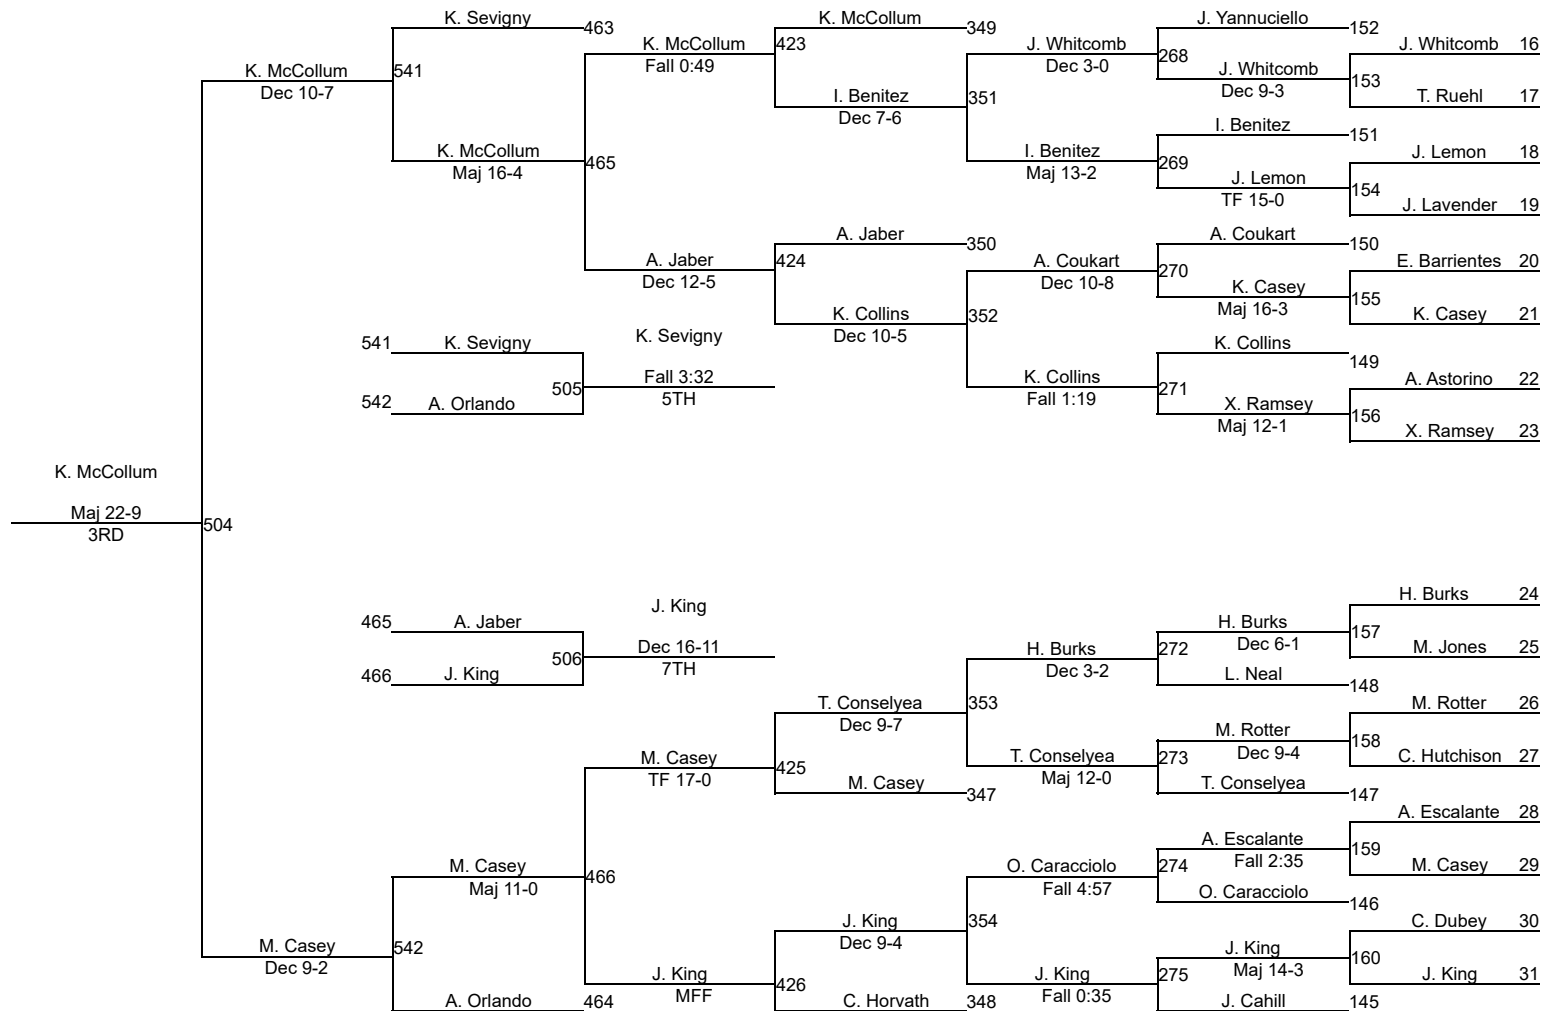 K. Sevigny 463 K. McCollum 349 J. Yannuciello 152
K. McCollum 423 J. Whitcomb J. Whitcomb 16
Fall 0:49 Dec 3-0 268
K. McCollum 541 J. Whitcomb 153
Dec 10-7 I. Benitez 351 Dec 9-3 T. Ruehl 17
Dec 7-6
I. Benitez 151
K. McCollum 465 I. Benitez 269 J. Lemon 18
Maj 16-4 Maj 13-2 J. Lemon 154
TF 15-0 J. Lavender 19
A. Jaber 350 A. Coukart 150
A. Jaber 424 A. Coukart 270 E. Barrientes 20
Dec 12-5 Dec 10-8 K. Casey 155
K. Collins 352 Maj 16-3 K. Casey 21
Dec 10-5
541 K. Sevigny K. Sevigny K. Collins 149
505 Fall 3:32 K. Collins 271 A. Astorino 22
542 A. Orlando 5TH Fall 1:19 X. Ramsey 156
Maj 12-1 X. Ramsey 23
K. McCollum
Maj 22-9 504
3RD
J. King H. Burks 24
465 A. Jaber H. Burks 157
506 Dec 16-11 H. Burks 272 Dec 6-1 M. Jones 25
466 J. King 7TH Dec 3-2 L. Neal 148
T. Conselyea 353 M. Rotter 26
Dec 9-7 M. Rotter 158
M. Casey 425 T. Conselyea 273 Dec 9-4 C. Hutchison 27
TF 17-0 M. Casey 347 Maj 12-0 T. Conselyea 147
A. Escalante 28
A. Escalante 159
M. Casey 466 O. Caracciolo 274 Fall 2:35 M. Casey 29
Maj 11-0 Fall 4:57 O. Caracciolo 146
J. King 354 C. Dubey 30
M. Casey 542 Dec 9-4 J. King 160
Dec 9-2 J. King 426 J. King 275 Maj 14-3 J. King 31
A. Orlando 464 MFF C. Horvath 348 Fall 0:35 J. Cahill 145